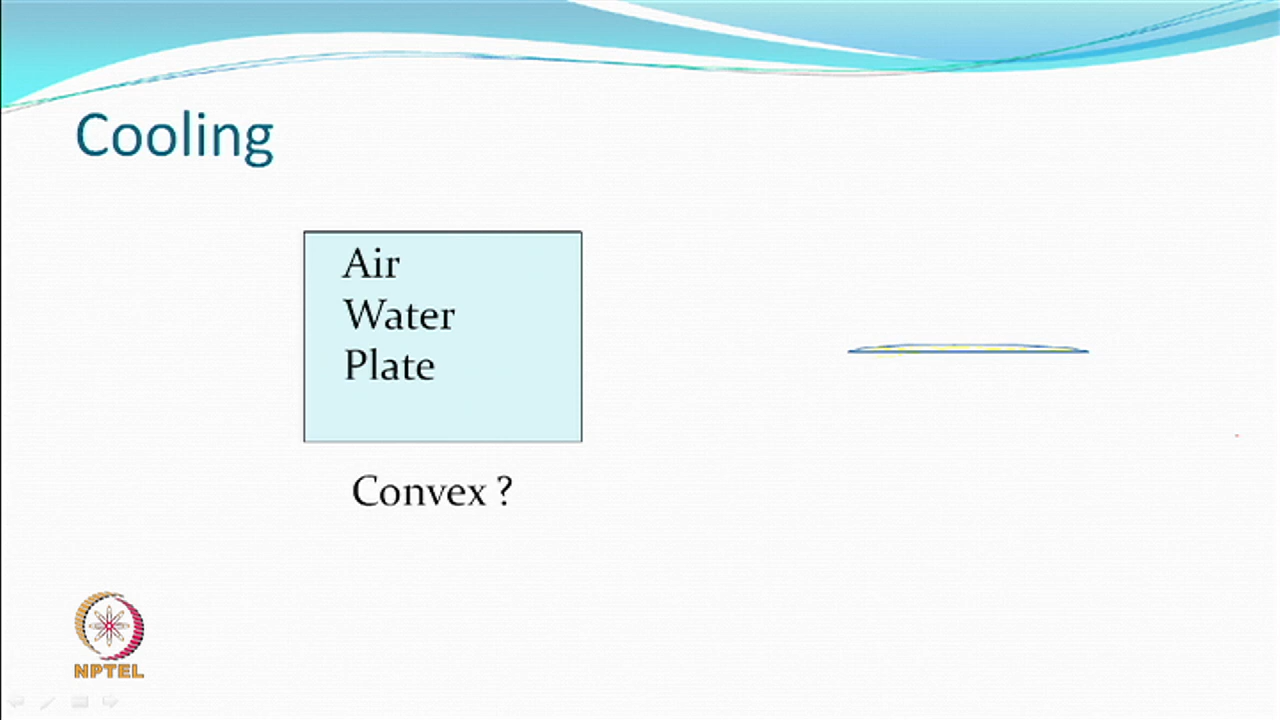 Cooling
Air
Water
Plate
Convex ?
NPTEL